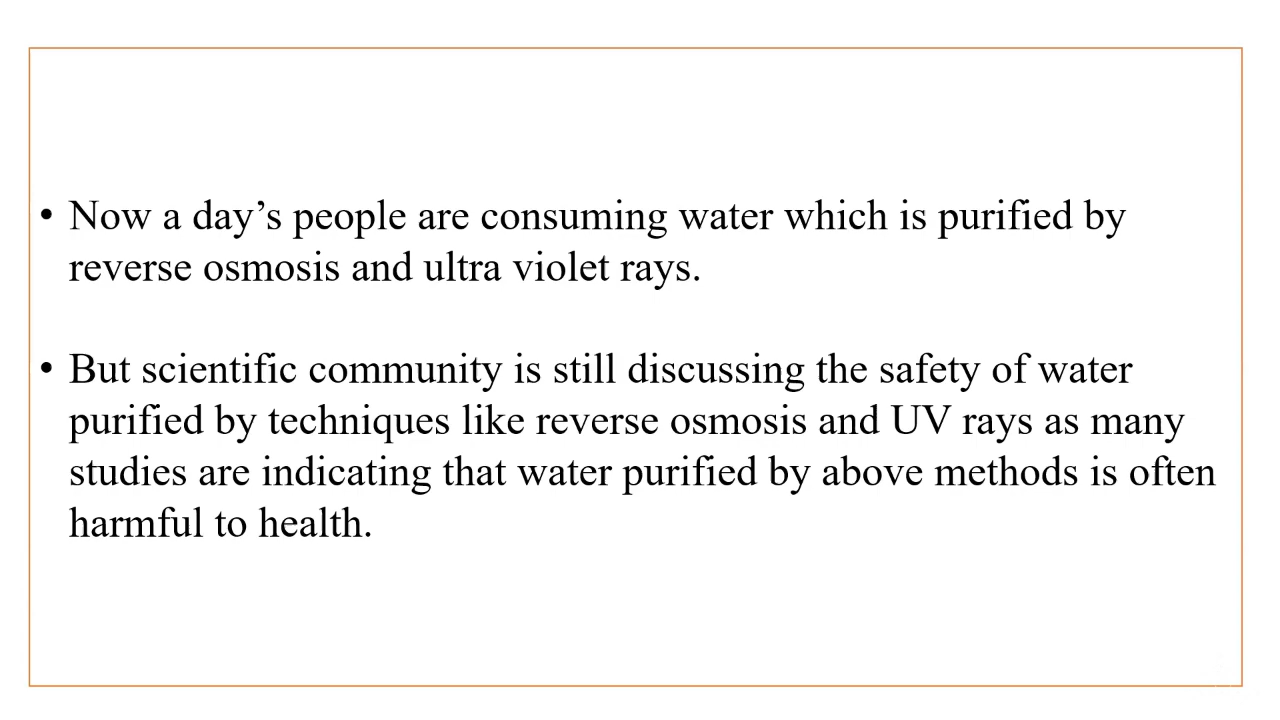 • Now a day’s people are consuming water which is purified by
reverse osmosis and ultra violet rays.
• But scientific community is still discussing the safety of water
purified by techniques like reverse osmosis and UV rays as many
studies are indicating that water purified by above methods is often
harmful to health.